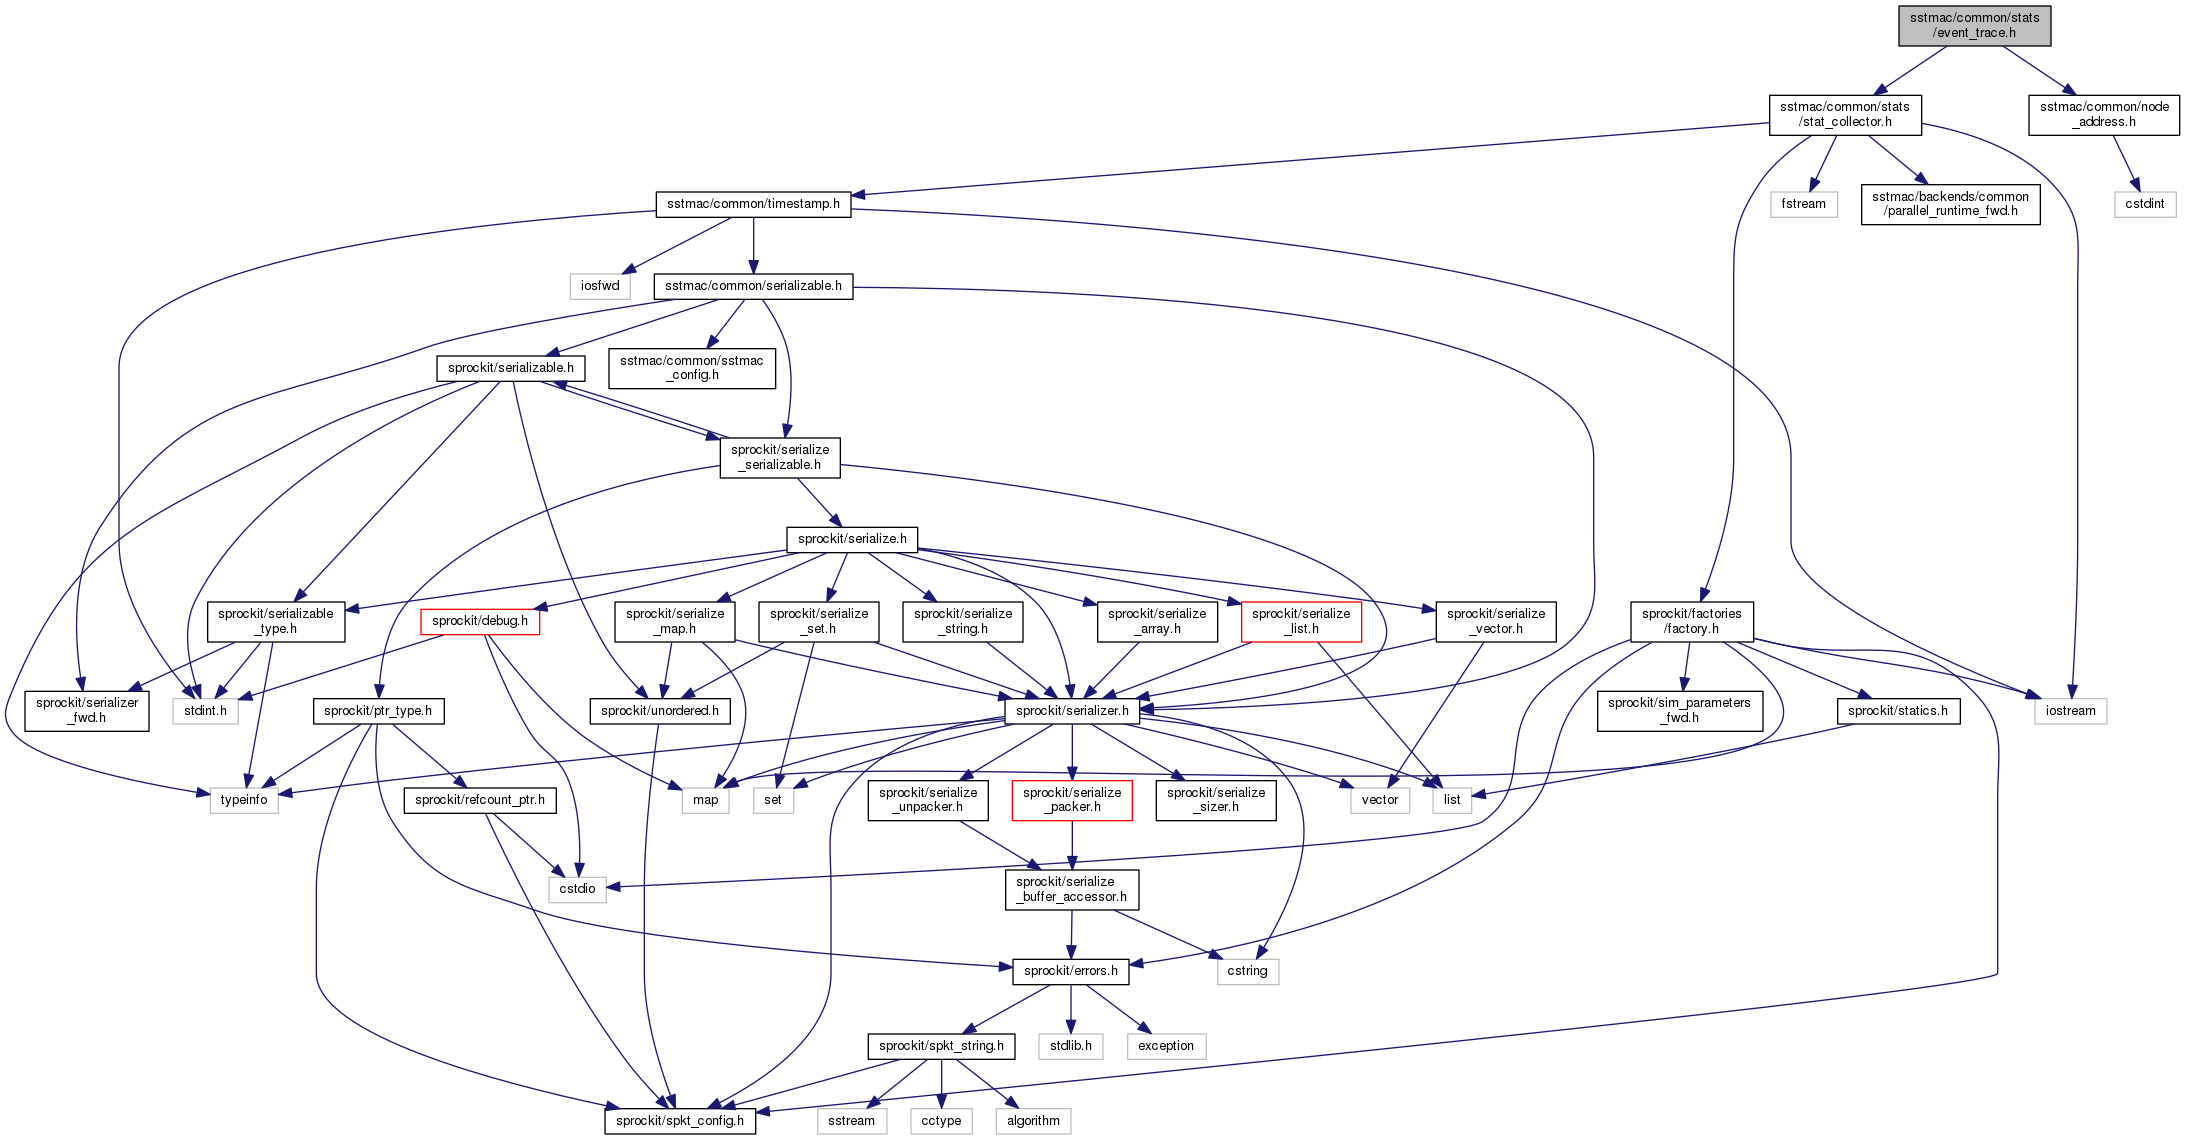 sstmac/common/stats
/event_trace.h
sstmac/common/stats
/stat_collector.h
sstmac/common/node
_address.h
sstmac/common/timestamp.h
fstream
sstmac/backends/common
/parallel_runtime_fwd.h
cstdint
iosfwd
sstmac/common/serializable.h
sprockit/serializable.h
sstmac/common/sstmac
_config.h
sprockit/serialize
_serializable.h
sprockit/serialize.h
sprockit/serializable
_type.h
sprockit/debug.h
sprockit/serialize
_map.h
sprockit/serialize
_set.h
sprockit/serialize
_string.h
sprockit/serialize
_array.h
sprockit/serialize
_list.h
sprockit/serialize
_vector.h
sprockit/factories
/factory.h
sprockit/serializer
_fwd.h
stdint.h
sprockit/ptr_type.h
sprockit/unordered.h
sprockit/serializer.h
sprockit/sim_parameters
_fwd.h
sprockit/statics.h
iostream
typeinfo
sprockit/refcount_ptr.h
map
set
sprockit/serialize
_unpacker.h
sprockit/serialize
_packer.h
sprockit/serialize
_sizer.h
vector
list
cstdio
sprockit/serialize
_buffer_accessor.h
sprockit/errors.h
cstring
sprockit/spkt_string.h
stdlib.h
exception
sprockit/spkt_config.h
sstream
cctype
algorithm